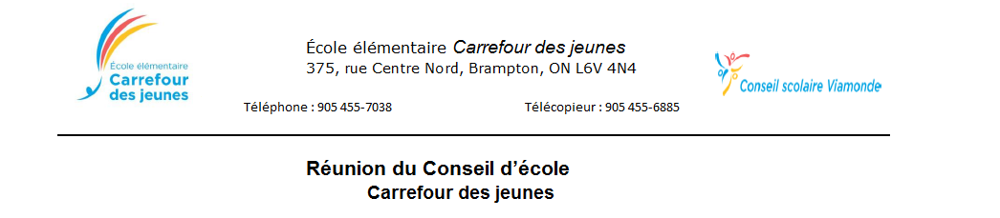 École élémentaire
Carrefour
des jeunes
École élémentaire Carrefour des jeunes
375, rue Centre Nord, Brampton, ON L6V 4N4
Conseil scolaire Viamonde
Téléphone : 905 455-7038 Télécopieur : 905 455-6885
Réunion du Conseil d’école
Carrefour des jeunes